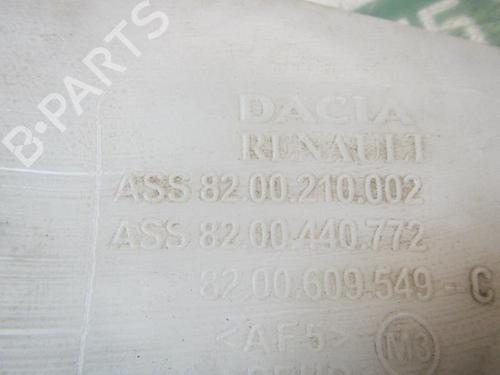 B-PARTS
DACIA
RENAULT
ASS 82.00.210.002
ASS 82.00.440.772
82.00.609.549-C
<AF5> M3